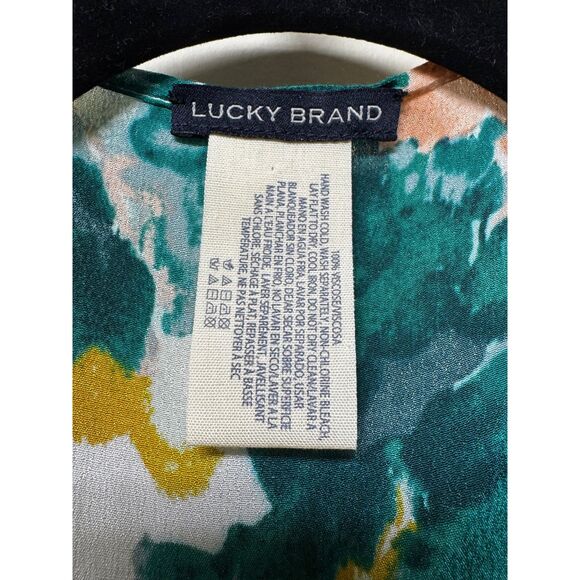 LUCKY BRAND
100% VISCOSE/VISCOSA
HAND WASH COLD, WASH SEPARATELY, NON-CHLORINE BLEACH,
LAY FLAT TO DRY, COOL IRON. DO NOT DRY CLEAN/LAVAR A
MANO EN AGUA FRIA, LAVAR POR SEPARADO, USAR
BLANQUEADOR SIN CLORO, DEJAR SECAR SOBRE SUPERFICIE
PLANA, PLANCHAR EN FRIO, NO LAVAR EN SECO/LAVER À LA
MAIN À L'EAU FROIDE, LAVER SÉPARÉMENT, JAVELLISANT
SANS CHLORE, SÉCHAGE À PLAT, REPASSER À BASSE
TEMPÉRATURE, NE PAS NETTOYER À SEC